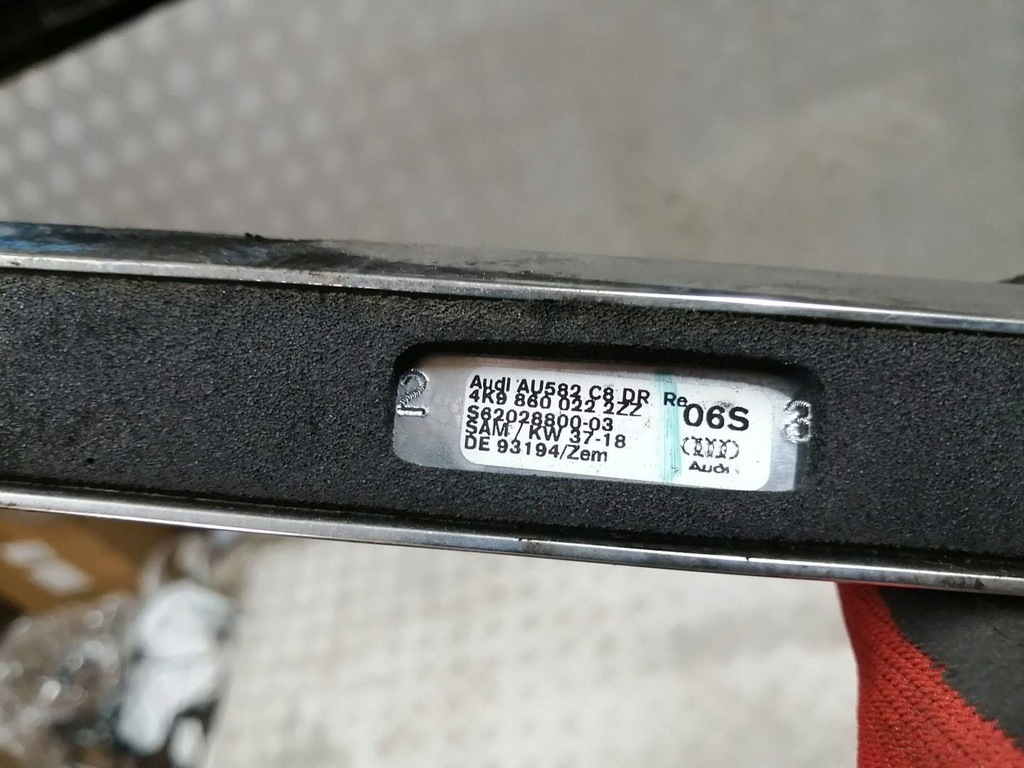 2
Audi AU582 C8 DR Re
4K9 860 022 2ZZ
S62028800-03
SAM / KW 37-18
DE 93194/Zem
06S
Audi
3